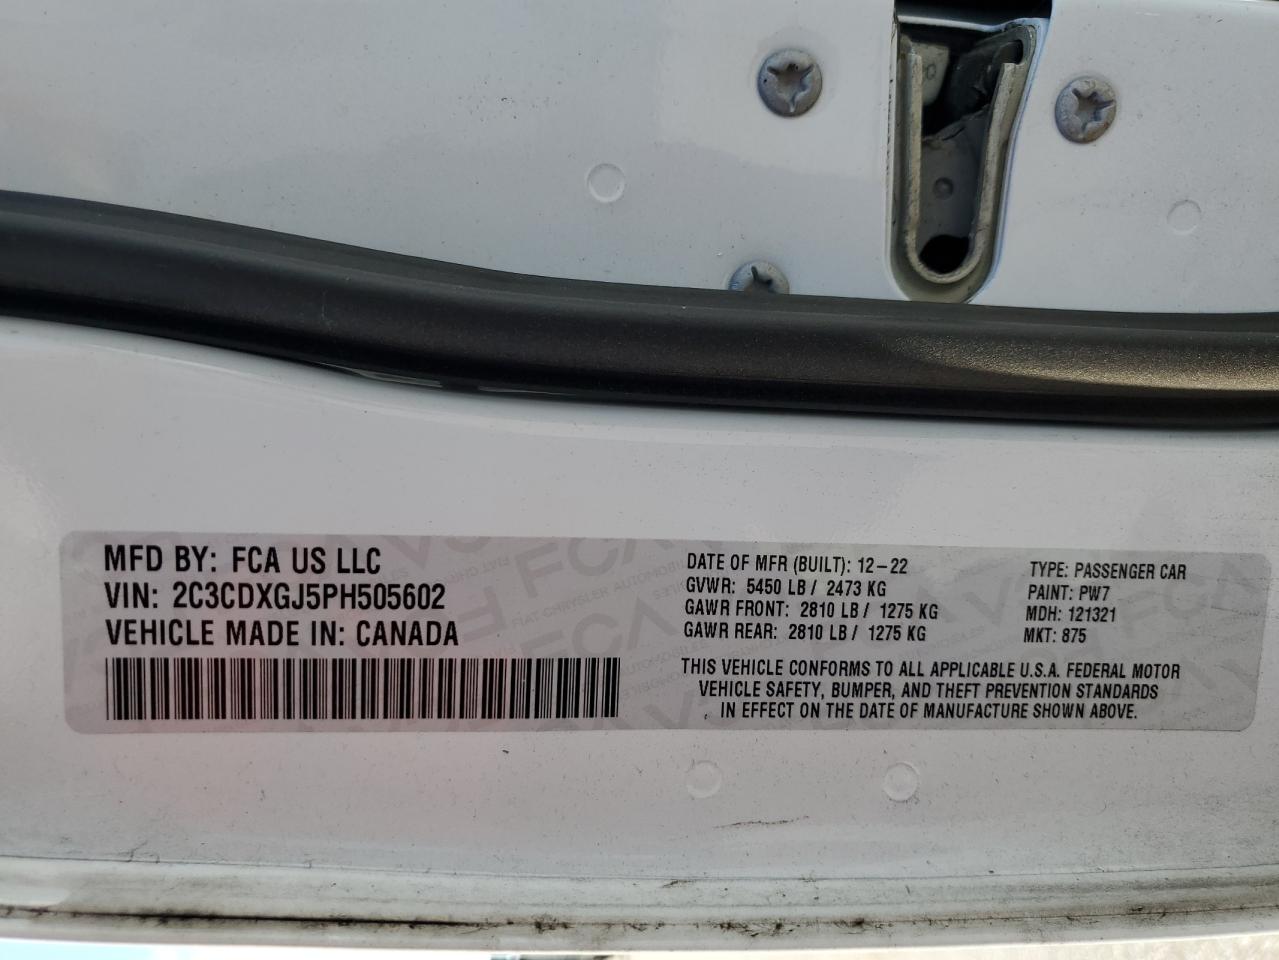 MFD BY: FCA US LLC
VIN: 2C3CDXGJ5PH505602
VEHICLE MADE IN: CANADA
DATE OF MFR (BUILT): 12-22
GVWR: 5450 LB / 2473 KG
GAWR FRONT: 2810 LB / 1275 KG
GAWR REAR: 2810 LB / 1275 KG
TYPE: PASSENGER CAR
PAINT: PW7
MDH: 121321
MKT: 875
THIS VEHICLE CONFORMS TO ALL APPLICABLE U.S.A. FEDERAL MOTOR
VEHICLE SAFETY, BUMPER, AND THEFT PREVENTION STANDARDS
IN EFFECT ON THE DATE OF MANUFACTURE SHOWN ABOVE.